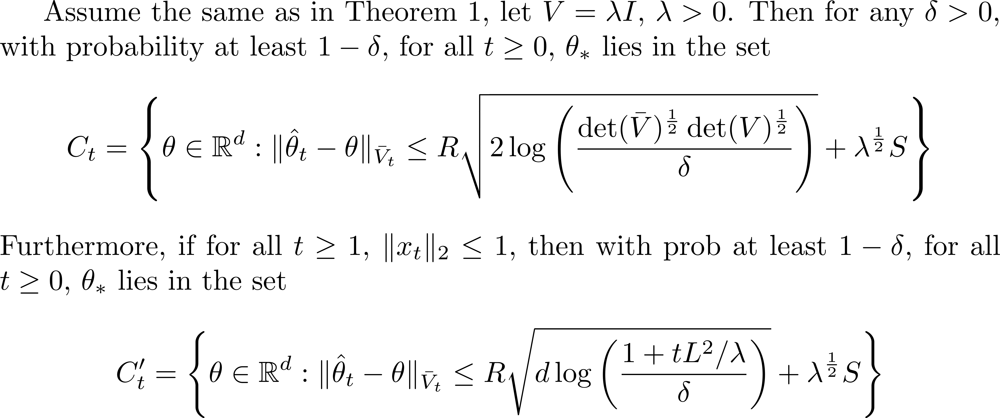 Assume the same as in Theorem 1, let $V = \lambda I$, $\lambda > 0$. Then for any $\delta > 0$,
with probability at least $1 - \delta$, for all $t \geq 0$, $\theta_*$ lies in the set
$C_t = \left\{ \theta \in \mathbb{R}^d : \|\hat{\theta}_t - \theta\|_{\bar{V}_t} \leq R \sqrt{2 \log \left( \frac{\det(\bar{V})^{\frac{1}{2}} \det(V)^{\frac{1}{2}}}{\delta} \right)} + \lambda^{\frac{1}{2}} S \right\}$
Furthermore, if for all $t \geq 1$, $\|x_t\|_2 \leq 1$, then with prob at least $1 - \delta$, for all
$t \geq 0$, $\theta_*$ lies in the set
$C'_t = \left\{ \theta \in \mathbb{R}^d : \|\hat{\theta}_t - \theta\|_{\bar{V}_t} \leq R \sqrt{d \log \left( \frac{1 + tL^2/\lambda}{\delta} \right)} + \lambda^{\frac{1}{2}} S \right\}$